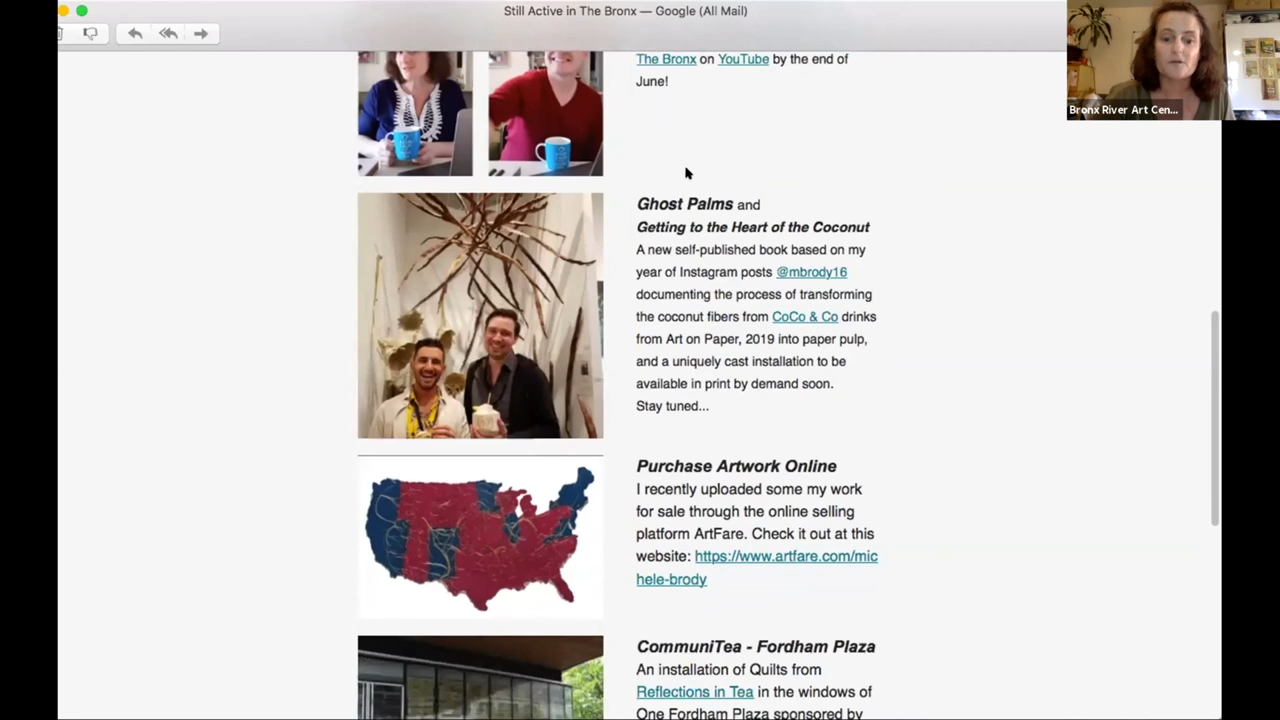 Still Active in The Bronx — Google (All Mail)
Bronx River Art Cen...
The Bronx on YouTube by the end of
June!
Ghost Palms and
Getting to the Heart of the Coconut
A new self-published book based on my
year of Instagram posts @mbrody16
documenting the process of transforming
the coconut fibers from CoCo & Co drinks
from Art on Paper, 2019 into paper pulp,
and a uniquely cast installation to be
available in print by demand soon.
Stay tuned...
Purchase Artwork Online
I recently uploaded some my work
for sale through the online selling
platform ArtFare. Check it out at this
website: https://www.artfare.com/mic
hele-brody
CommuniTea - Fordham Plaza
An installation of Quilts from
Reflections in Tea in the windows of
One Fordham Plaza sponsored by